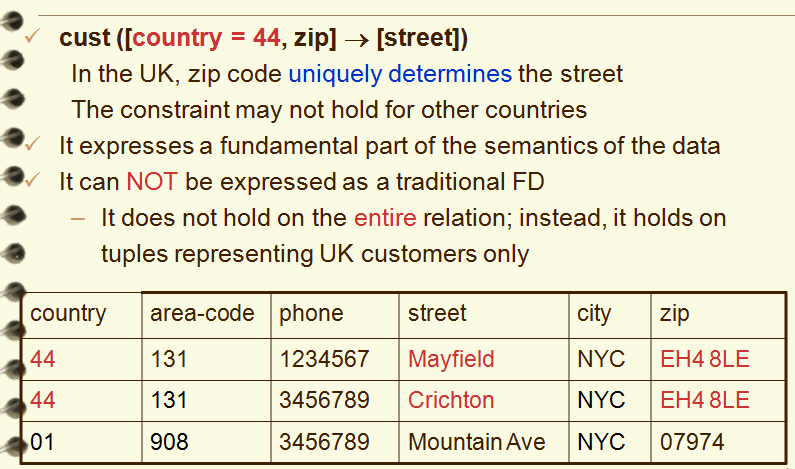 cust ([country = 44, zip] → [street])
In the UK, zip code uniquely determines the street
The constraint may not hold for other countries
It expresses a fundamental part of the semantics of the data
It can NOT be expressed as a traditional FD
– It does not hold on the entire relation; instead, it holds on
tuples representing UK customers only
country area-code phone street city zip
44 131 1234567 Mayfield NYC EH4 8LE
44 131 3456789 Crichton NYC EH4 8LE
01 908 3456789 Mountain Ave NYC 07974